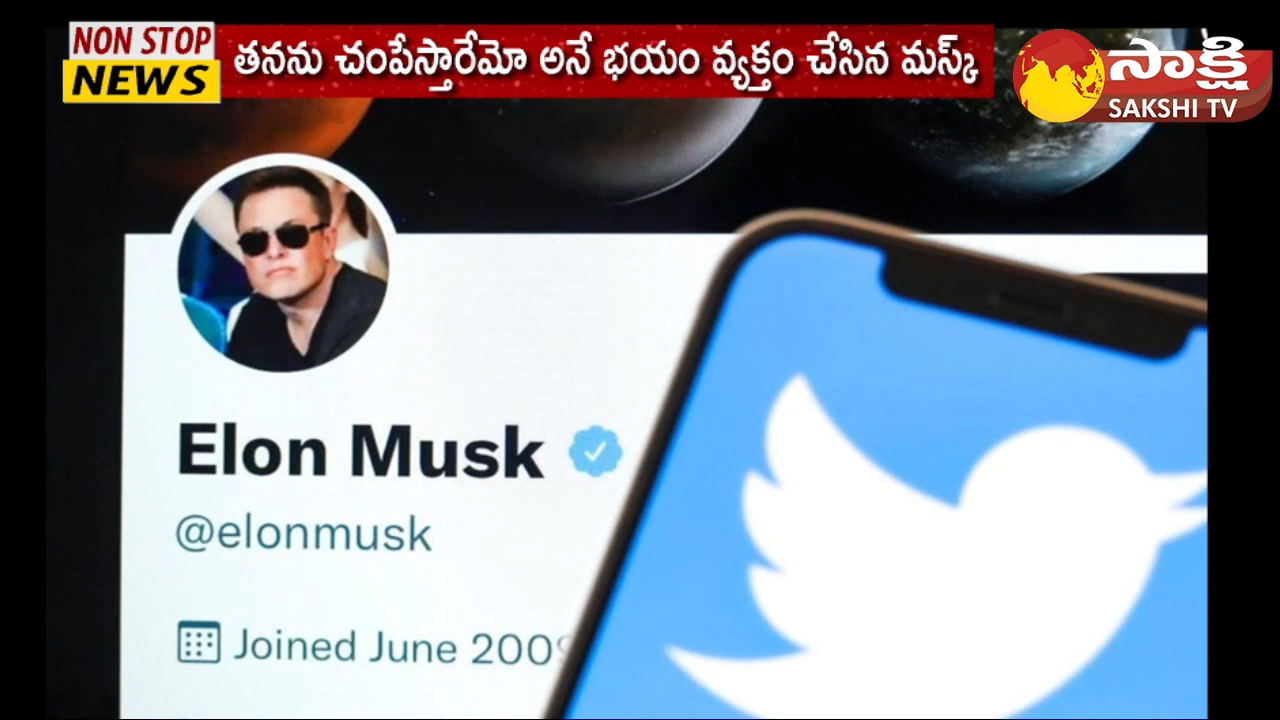 NON STOP
NEWS
తనను చంపేస్తారేమో అనే భయం వ్యక్తం చేసిన మస్క్
సాక్షి
SAKSHI TV
Elon Musk
@elonmusk
Joined June 2009